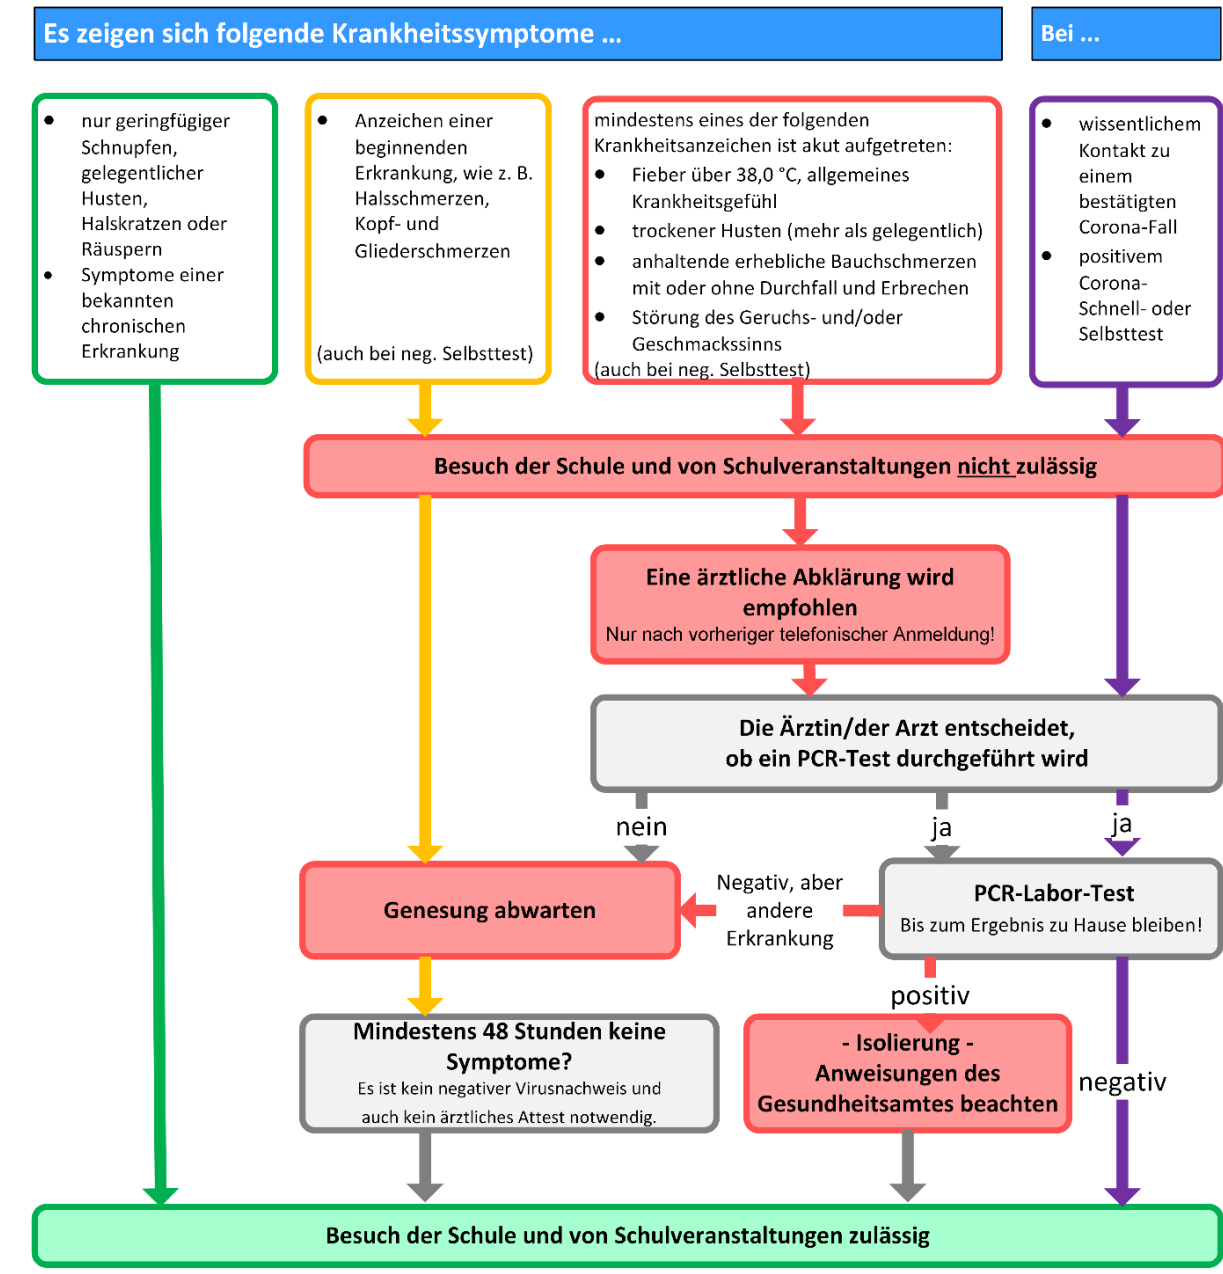 Es zeigen sich folgende Krankheitssymptome ...
Bei ...
● nur geringfügiger
Schnupfen,
gelegentlicher
Husten,
Halskratzen oder
Räuspern
● Symptome einer
bekannten
chronischen
Erkrankung
● Anzeichen einer
beginnenden
Erkrankung, wie z. B.
Halsschmerzen,
Kopf- und
Gliederschmerzen
(auch bei neg. Selbsttest)
mindestens eines der folgenden
Krankheitsanzeichen ist akut aufgetreten:
● Fieber über 38,0 °C, allgemeines
Krankheitsgefühl
● trockener Husten (mehr als gelegentlich)
● anhaltende erhebliche Bauchschmerzen
mit oder ohne Durchfall und Erbrechen
● Störung des Geruchs- und/oder
Geschmackssinns
(auch bei neg. Selbsttest)
● wissentlichem
Kontakt zu
einem
bestätigten
Corona-Fall
● positivem
Corona-
Schnell- oder
Selbsttest
Besuch der Schule und von Schulveranstaltungen nicht zulässig
Eine ärztliche Abklärung wird
empfohlen
Nur nach vorheriger telefonischer Anmeldung!
Die Ärztin/der Arzt entscheidet,
ob ein PCR-Test durchgeführt wird
nein
ja
ja
Genesung abwarten
Negativ, aber
andere
Erkrankung
PCR-Labor-Test
Bis zum Ergebnis zu Hause bleiben!
positiv
Mindestens 48 Stunden keine
Symptome?
Es ist kein negativer Virusnachweis und
auch kein ärztliches Attest notwendig.
- Isolierung -
Anweisungen des
Gesundheitsamtes beachten
negativ
Besuch der Schule und von Schulveranstaltungen zulässig